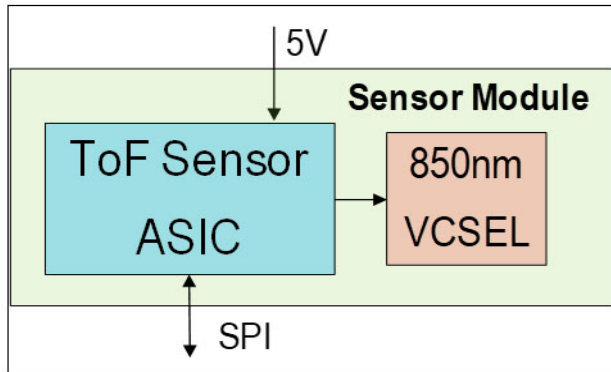 5V
Sensor Module
ToF Sensor
ASIC
850nm
VCSEL
SPI